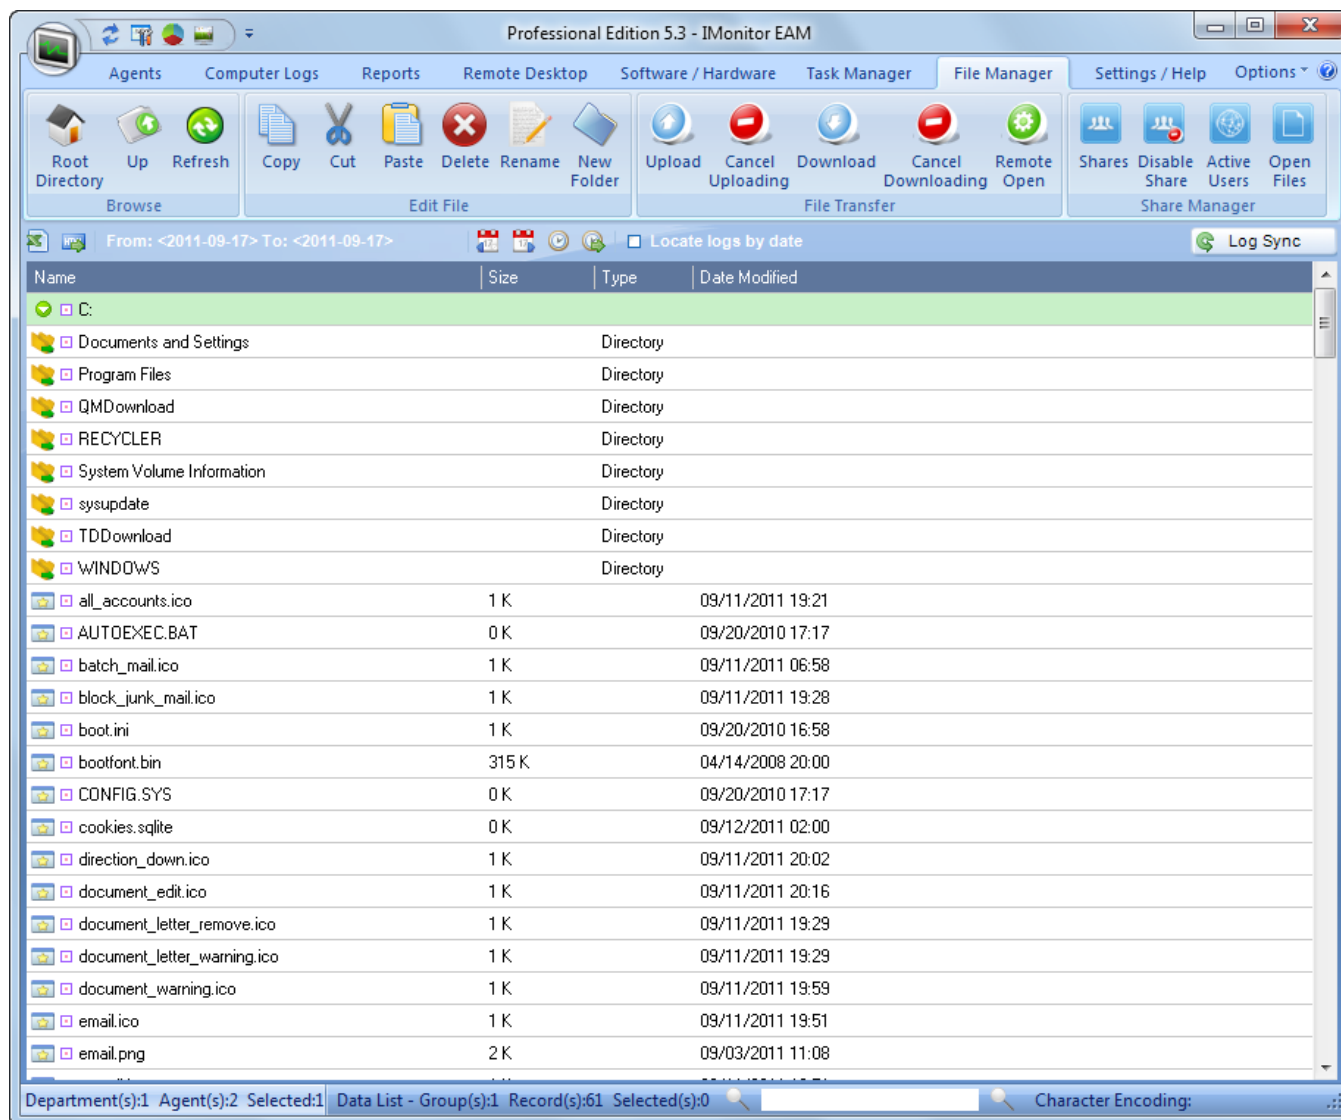 Professional Edition 5.3 - IMonitor EAM
Agents Computer Logs Reports Remote Desktop Software / Hardware Task Manager File Manager Settings / Help Options
Root Directory Up Refresh Copy Cut Paste Delete Rename New Folder Upload Cancel Uploading Download Cancel Downloading Remote Open Shares Disable Share Active Users Open Files
Browse Edit File File Transfer Share Manager
From: <2011-09-17> To: <2011-09-17> Locate logs by date Log Sync
Name Size Type Date Modified
C:
Documents and Settings Directory
Program Files Directory
QMDownload Directory
RECYCLER Directory
System Volume Information Directory
sysupdate Directory
TDDownload Directory
WINDOWS Directory
all_accounts.ico 1 K 09/11/2011 19:21
AUTOEXEC.BAT 0 K 09/20/2010 17:17
batch_mail.ico 1 K 09/11/2011 06:58
block_junk_mail.ico 1 K 09/11/2011 19:28
boot.ini 1 K 09/20/2010 16:58
bootfont.bin 315 K 04/14/2008 20:00
CONFIG.SYS 0 K 09/20/2010 17:17
cookies.sqlite 0 K 09/12/2011 02:00
direction_down.ico 1 K 09/11/2011 20:02
document_edit.ico 1 K 09/11/2011 20:16
document_letter_remove.ico 1 K 09/11/2011 19:29
document_letter_warning.ico 1 K 09/11/2011 19:29
document_warning.ico 1 K 09/11/2011 19:59
email.ico 1 K 09/11/2011 19:51
email.png 2 K 09/03/2011 11:08
Department(s):1 Agent(s):2 Selected:1 Data List - Group(s):1 Record(s):61 Selected(s):0 Character Encoding: